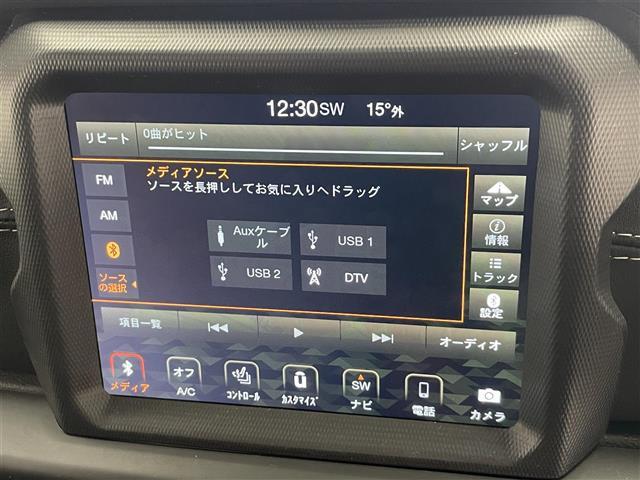 12:30SW 15°外
リピート
0曲がヒット
シャッフル
FM
AM
ソースの選択
メディアソース
ソースを長押ししてお気に入りへドラッグ
Auxケーブル
USB 1
USB 2
DTV
マップ
情報
トラック
設定
項目一覧
オーディオ
メディア
オフ
A/C
コントロール
カスタマイズ
SW
ナビ
電話
カメラ